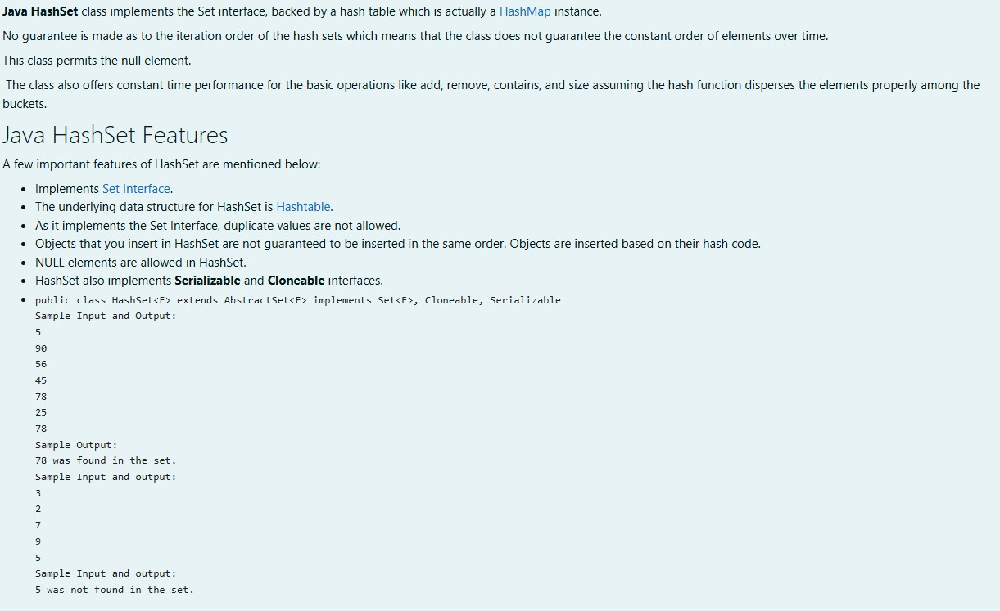 Java HashSet class implements the Set interface, backed by a hash table which is actually a HashMap instance.
No guarantee is made as to the iteration order of the hash sets which means that the class does not guarantee the constant order of elements over time.
This class permits the null element.
The class also offers constant time performance for the basic operations like add, remove, contains, and size assuming the hash function disperses the elements properly among the
buckets.
Java HashSet Features
A few important features of HashSet are mentioned below:
• Implements Set Interface.
• The underlying data structure for HashSet is Hashtable.
• As it implements the Set Interface, duplicate values are not allowed.
• Objects that you insert in HashSet are not guaranteed to be inserted in the same order. Objects are inserted based on their hash code.
• NULL elements are allowed in HashSet.
• HashSet also implements Serializable and Cloneable interfaces.
• public class HashSet<E> extends AbstractSet<E> implements Set<E>, Cloneable, Serializable
Sample Input and Output:
5
90
56
45
78
25
78
Sample Output:
78 was found in the set.
Sample Input and output:
3
2
7
9
5
Sample Input and output:
5 was not found in the set.